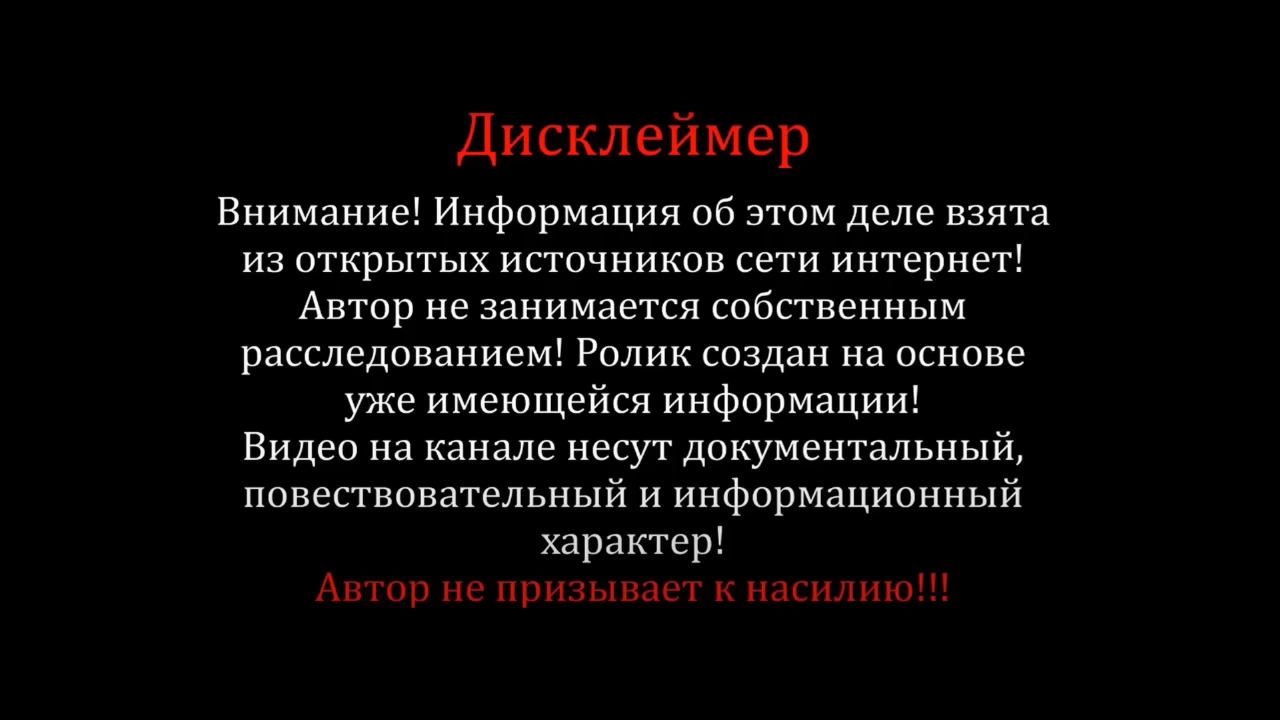 Дисклеймер
Внимание! Информация об этом деле взята
из открытых источников сети интернет!
Автор не занимается собственным
расследованием! Ролик создан на основе
уже имеющейся информации!
Видео на канале несут документальный,
повествовательный и информационный
характер!
Автор не призывает к насилию!!!